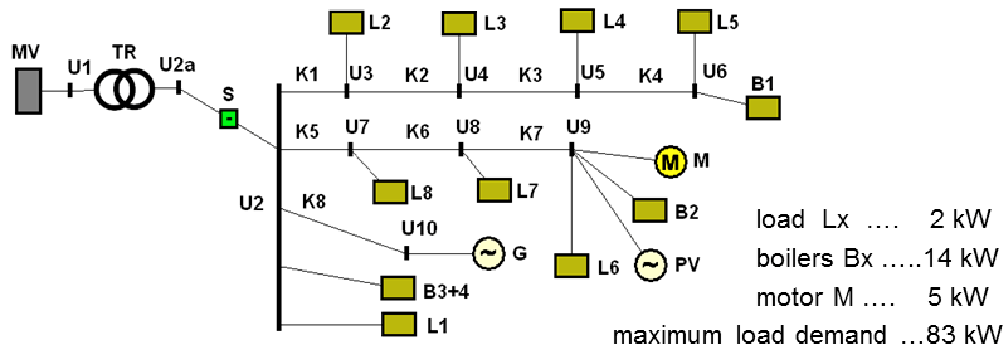 L2 L3 L4 L5
MV TR
U1 U2a
K1 U3 K2 U4 K3 U5 K4 U6
B1
S
K5 U7 K6 U8 K7 U9
M M
L8 L7
U2 K8
B2
U10
G L6 PV
B3+4
L1
load Lx .... 2 kW
boilers Bx .....14 kW
motor M .... 5 kW
maximum load demand ...83 kW